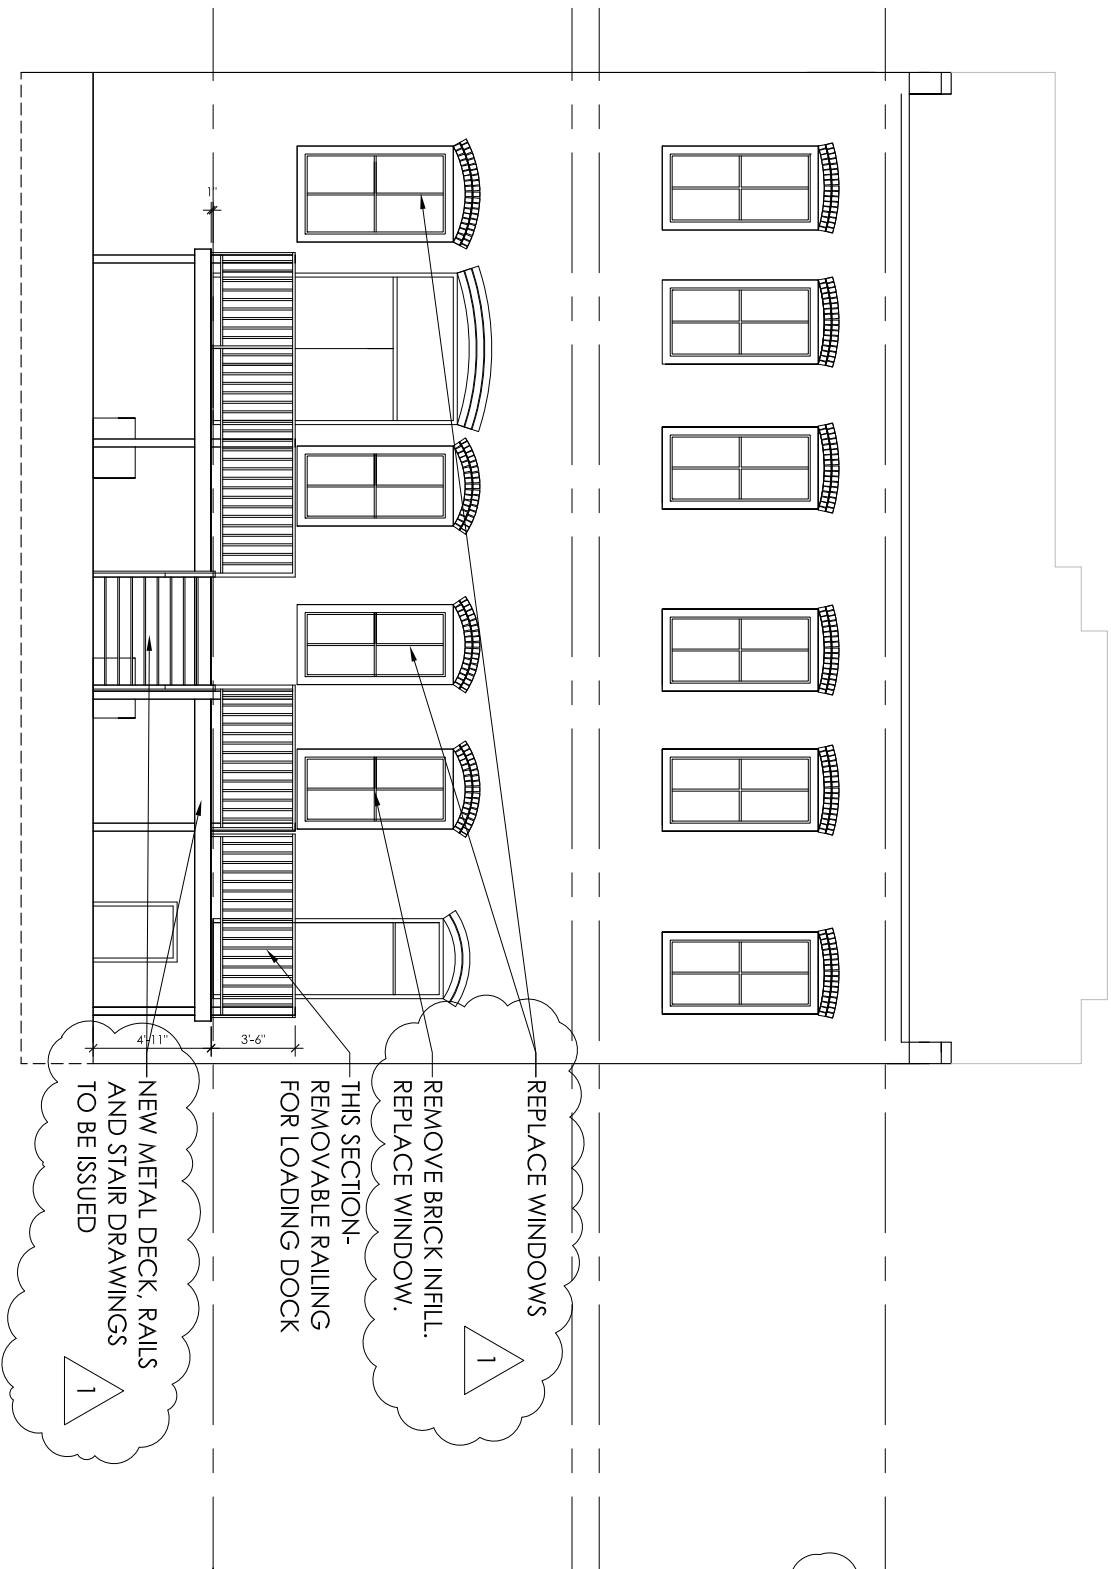 REPLACE WINDOWS
REMOVE BRICK INFILL.
REPLACE WINDOW.
1
THIS SECTION-
REMOVABLE RAILING
FOR LOADING DOCK
NEW METAL DECK, RAILS
AND STAIR DRAWINGS
TO BE ISSUED
1
1"
3'-6"
4'-11"